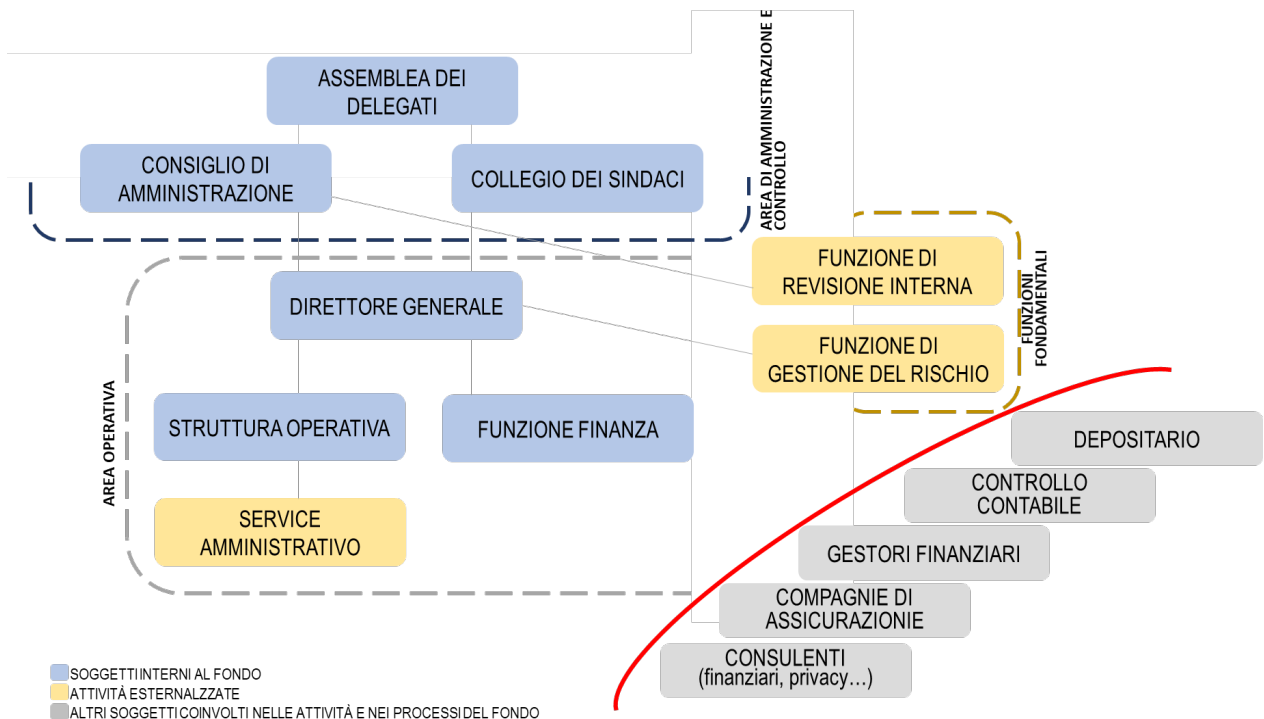 ASSEMBLEA DEI
DELEGATI
CONSIGLIO DI
AMMINISTRAZIONE
COLLEGIO DEI SINDACI
AREA DI AMMINISTRAZIONE E
CONTROLLO
FUNZIONE DI
REVISIONE INTERNA
FUNZIONE DI
GESTIONE DEL RISCHIO
FUNZIONI
FONDAMENTALI
DIRETTORE GENERALE
STRUTTURA OPERATIVA
FUNZIONE FINANZA
SERVICE
AMMINISTRATIVO
AREA OPERATIVA
DEPOSITARIO
CONTROLLO
CONTABILE
GESTORI FINANZIARI
COMPAGNIE DI
ASSICURAZIONIE
CONSULENTI
(finanziari, privacy…)
SOGGETTI INTERNI AL FONDO
ATTIVITÀ ESTERNALZZATE
ALTRI SOGGETTI COINVOLTI NELLE ATTIVITÀ E NEI PROCESSI DEL FONDO